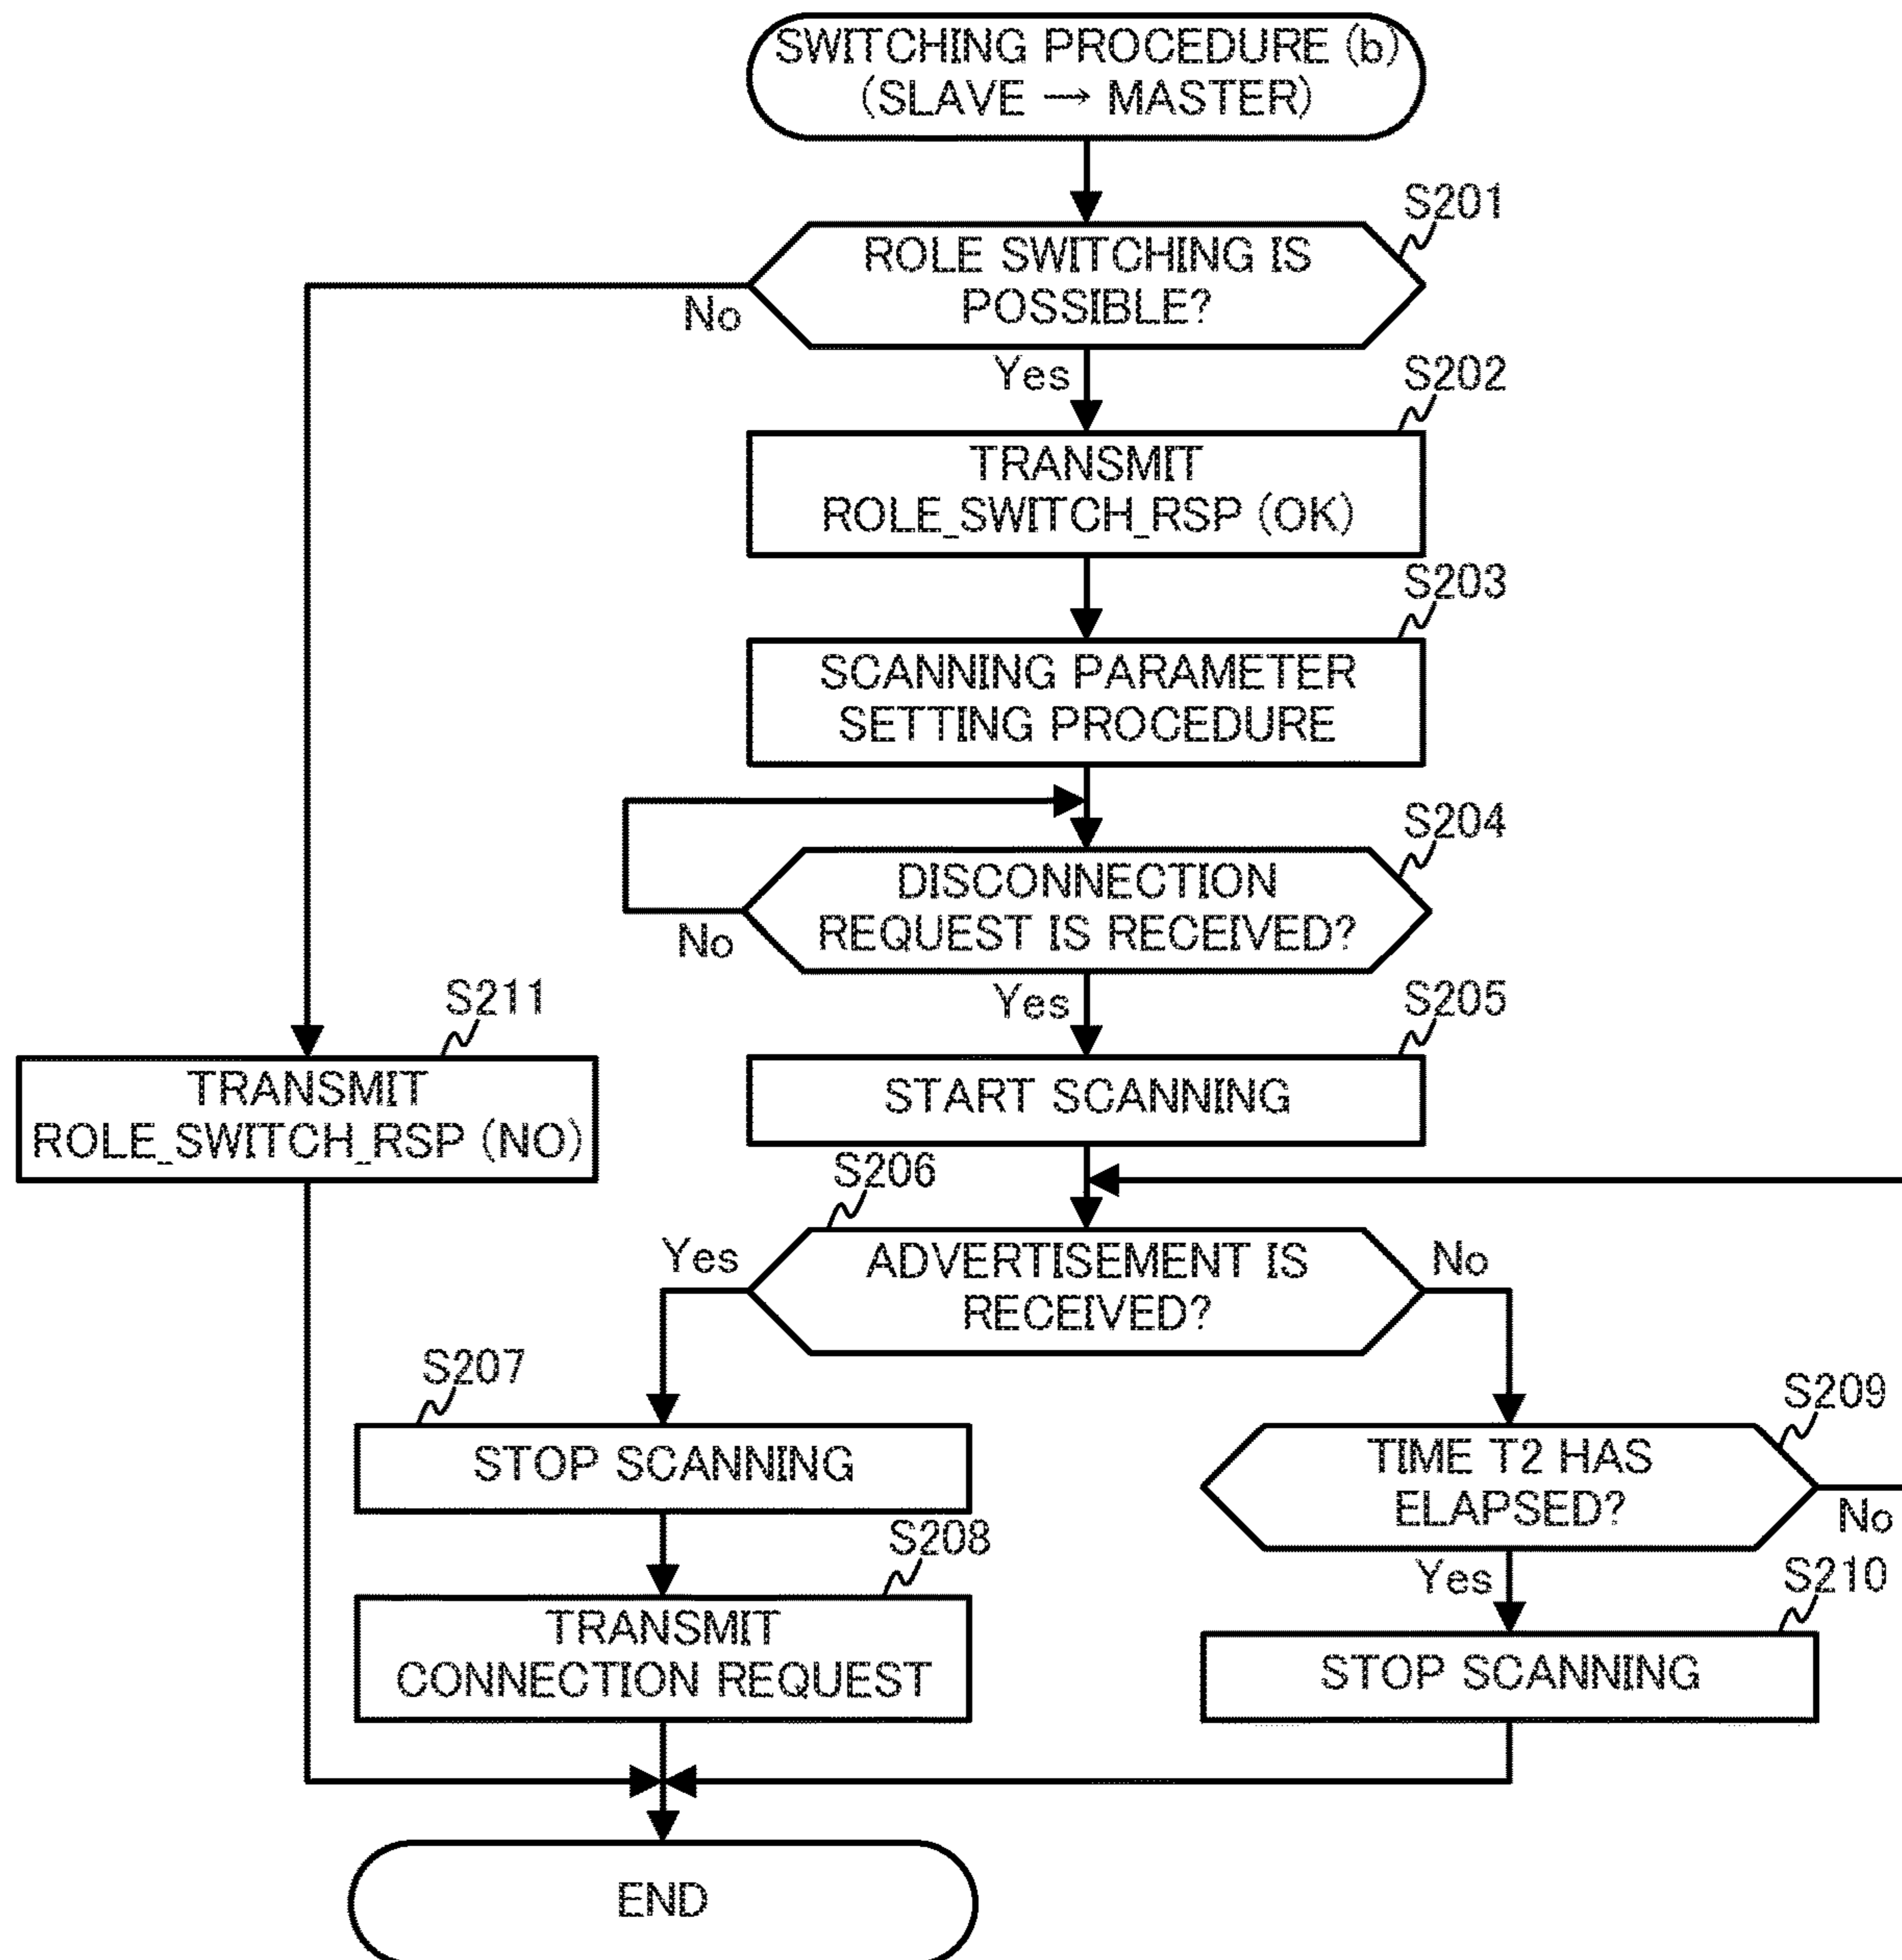 SWITCHING PROCEDURE (b)
(SLAVE → MASTER)
S201
ROLE SWITCHING IS
POSSIBLE?
No
Yes
S202
TRANSMIT
ROLE_SWITCH_RSP (OK)
S203
SCANNING PARAMETER
SETTING PROCEDURE
S204
DISCONNECTION
REQUEST IS RECEIVED?
No
Yes
S211
TRANSMIT
ROLE_SWITCH_RSP (NO)
S205
START SCANNING
S206
ADVERTISEMENT IS
RECEIVED?
Yes
No
S207
STOP SCANNING
S208
TRANSMIT
CONNECTION REQUEST
S209
TIME T2 HAS
ELAPSED?
No
Yes
S210
STOP SCANNING
END